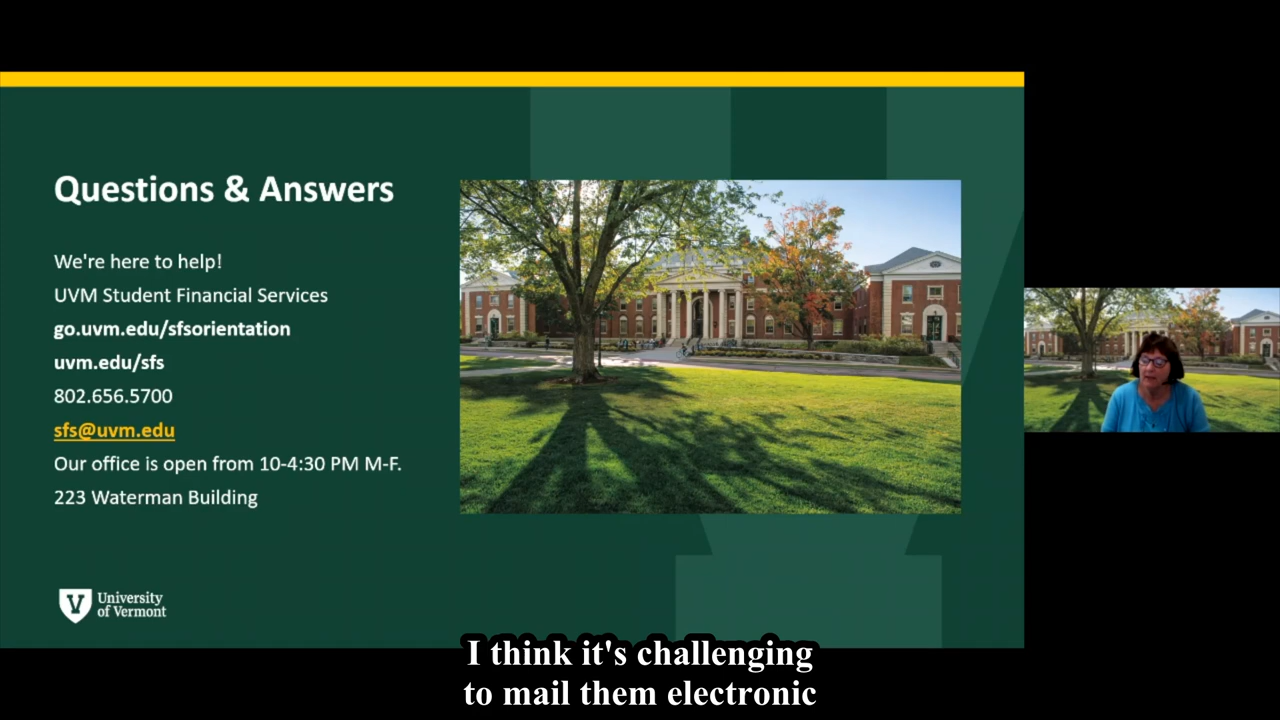 Questions & Answers
We're here to help!
UVM Student Financial Services
go.uvm.edu/sfsorientation
uvm.edu/sfs
802.656.5700
sfs@uvm.edu
Our office is open from 10-4:30 PM M-F.
223 Waterman Building
V University
of Vermont
I think it's challenging
to mail them electronic